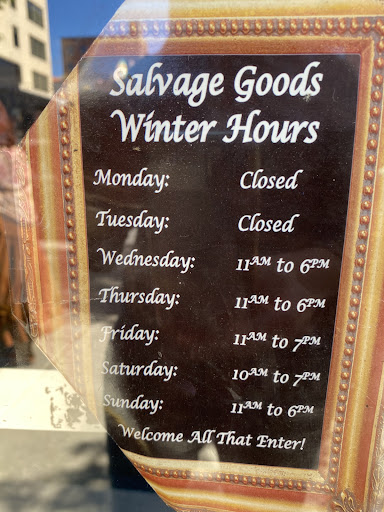 Salvage Goods
Winter Hours
Monday: Closed
Tuesday: Closed
Wednesday: 11AM to 6PM
Thursday: 11AM to 6PM
Friday: 11AM to 7PM
Saturday: 10AM to 7PM
Sunday: 11AM to 6PM
Welcome All That Enter!